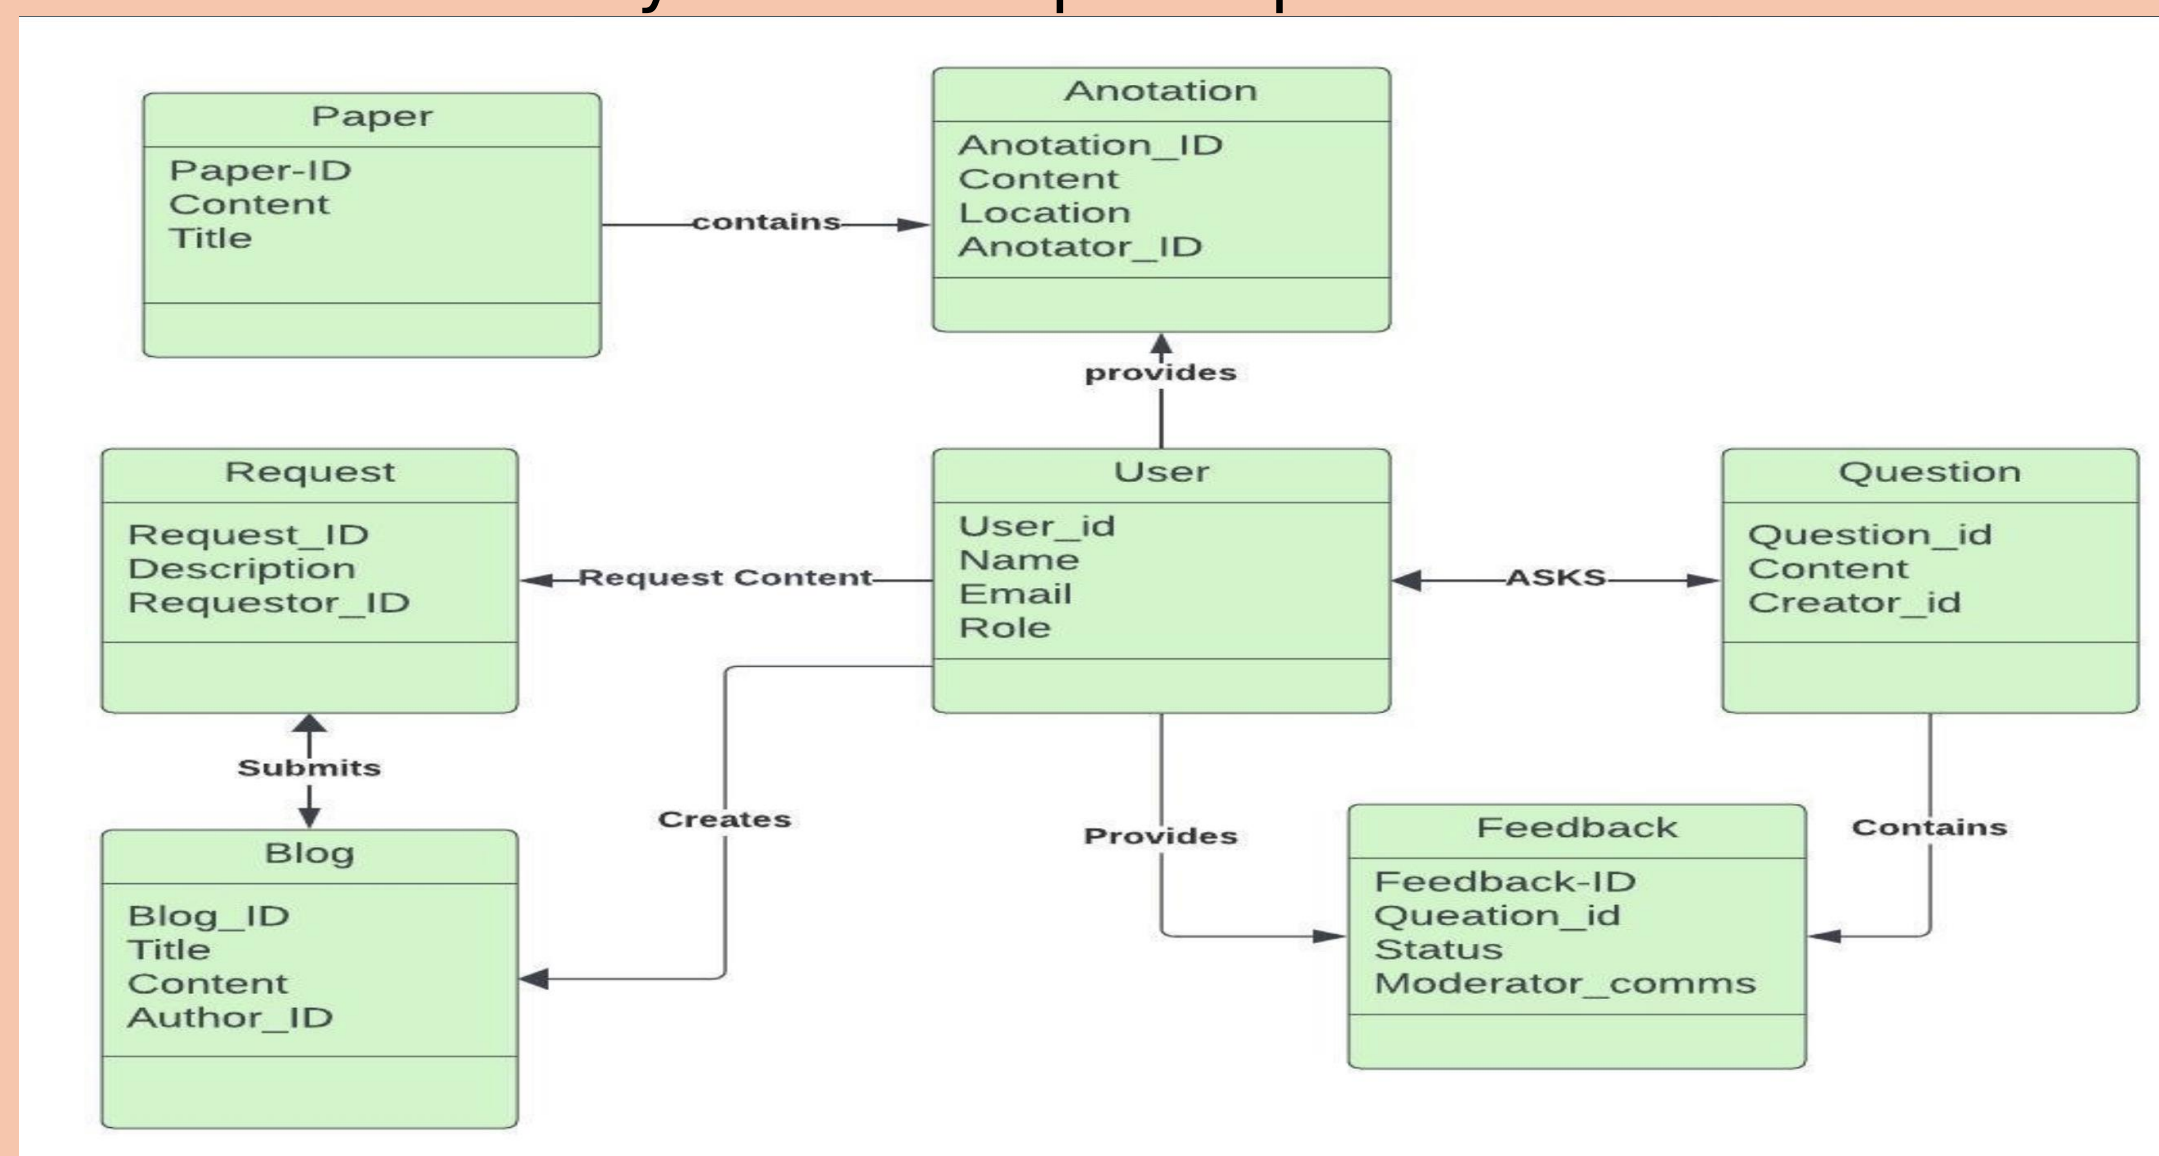 Paper
Paper-ID
Content
Title
contains
Anotation
Anotation_ID
Content
Location
Anotator_ID
provides
Request
Request_ID
Description
Requestor_ID
Request Content
User
User_id
Name
Email
Role
ASKS
Question
Question_id
Content
Creator_id
Submits
Creates
Provides
Contains
Blog
Blog_ID
Title
Content
Author_ID
Feedback
Feedback-ID
Queation_id
Status
Moderator_comms